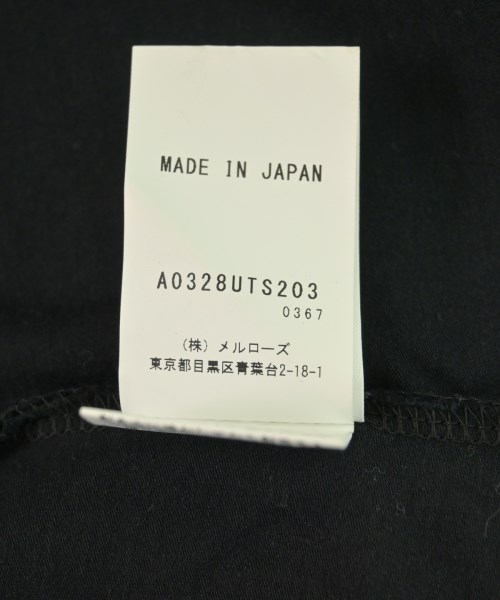 MADE IN JAPAN
A0328UTS203
0367
(株) メルローズ
東京都目黒区青葉台2-18-1